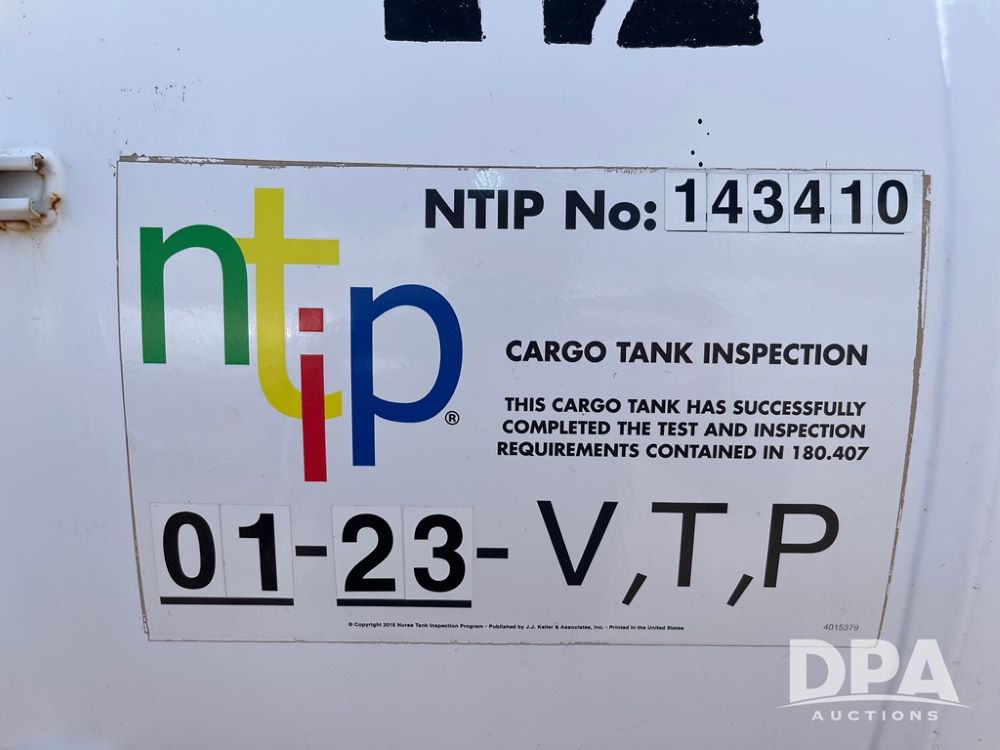 ntip®
NTIP No: 143410
CARGO TANK INSPECTION
THIS CARGO TANK HAS SUCCESSFULLY
COMPLETED THE TEST AND INSPECTION
REQUIREMENTS CONTAINED IN 180.407
01-23-V,T,P
© Copyright 2015 Nurse Tank Inspection Program • Published by J.J. Keller & Associates, Inc. • Printed in the United States
4015379
DPA
AUCTIONS